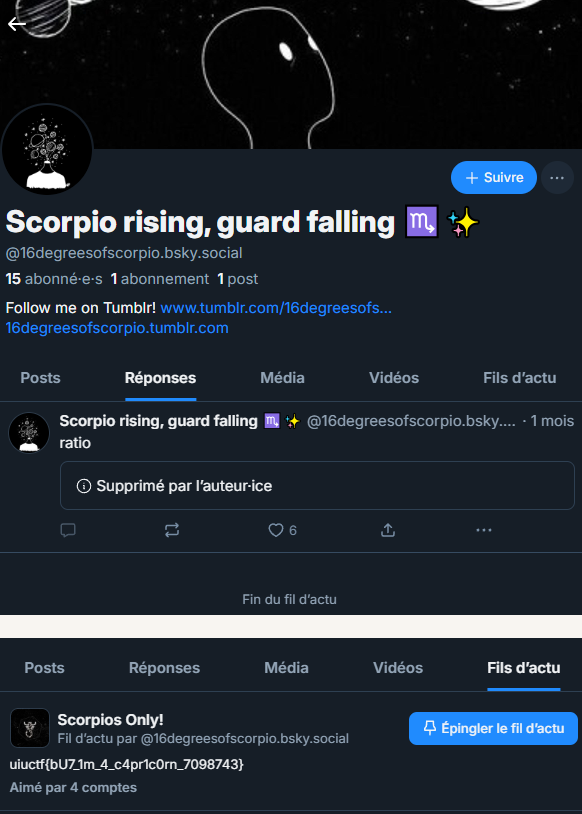 + Suivre
Scorpio rising, guard falling ♏ ✨
@16degreesofscorpio.bsky.social
15 abonné·e·s 1 abonnement 1 post
Follow me on Tumblr! www.tumblr.com/16degreesofs...
16degreesofscorpio.tumblr.com
Posts Réponses Média Vidéos Fils d’actu
Scorpio rising, guard falling ♏ ✨ @16degreesofscorpio.bsky.... · 1 mois
ratio
Supprimé par l’auteur·ice
6
Fin du fil d’actu
Posts Réponses Média Vidéos Fils d’actu
Scorpios Only!
Fil d’actu par @16degreesofscorpio.bsky.social
Épingler le fil d’actu
uiuctf{bU7_1m_4_c4pr1c0rn_7098743}
Aimé par 4 comptes